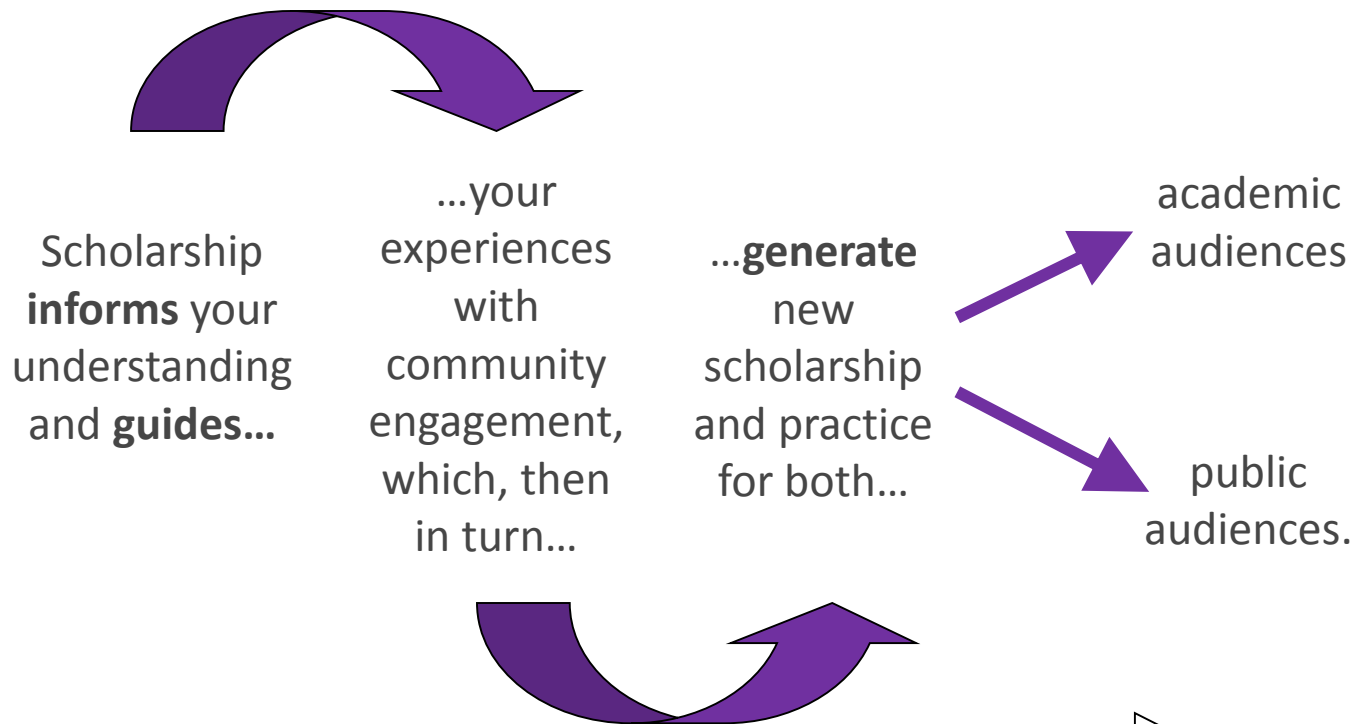 Scholarship
informs your
understanding
and guides...
...your
experiences
with
community
engagement,
which, then
in turn...
...generate
new
scholarship
and practice
for both...
academic
audiences
public
audiences.